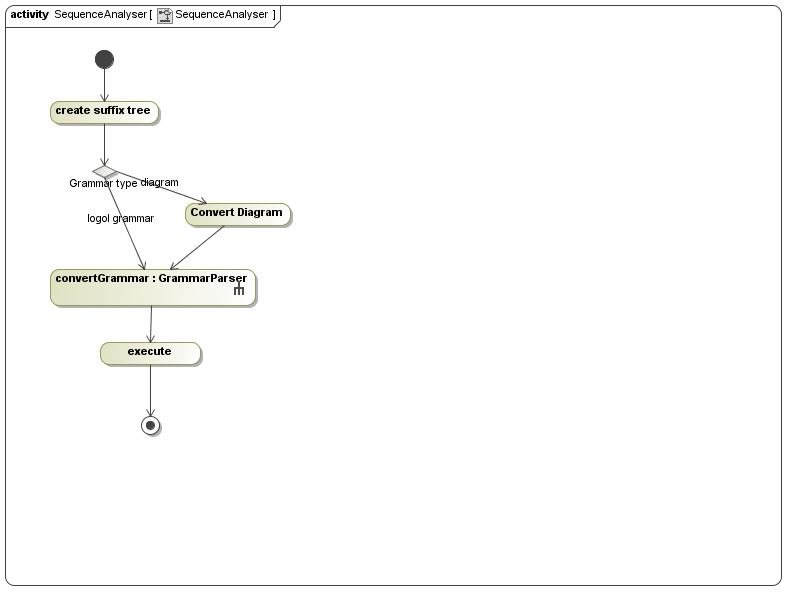 activity SequenceAnalyser [ SequenceAnalyser ]
create suffix tree
Grammar type
diagram
Convert Diagram
logol grammar
convertGrammar : GrammarParser
execute